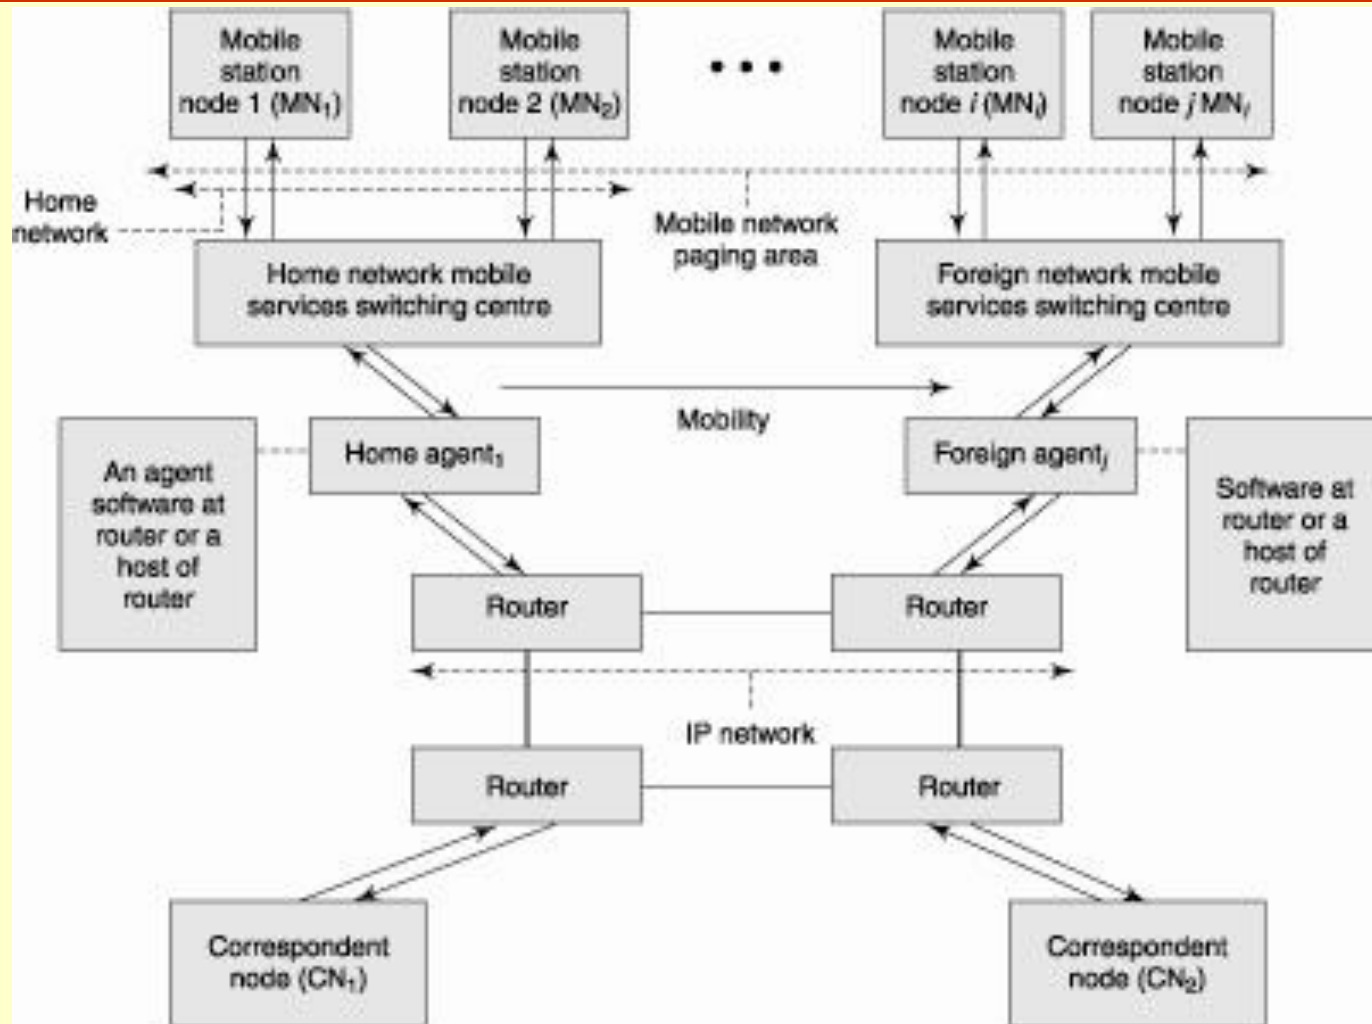 Mobile
station
node 1 (MN₁)
Mobile
station
node 2 (MN₂)
Mobile
station
node i (MNᵢ)
Mobile
station
node j MNᵢ
Home
network
Mobile network
paging area
Home network mobile
services switching centre
Foreign network mobile
services switching centre
Mobility
An agent
software at
router or a
host of
router
Home agent₁
Foreign agentⱼ
Software at
router or a
host of
router
Router
Router
IP network
Router
Router
Correspondent
node (CN₁)
Correspondent
node (CN₂)